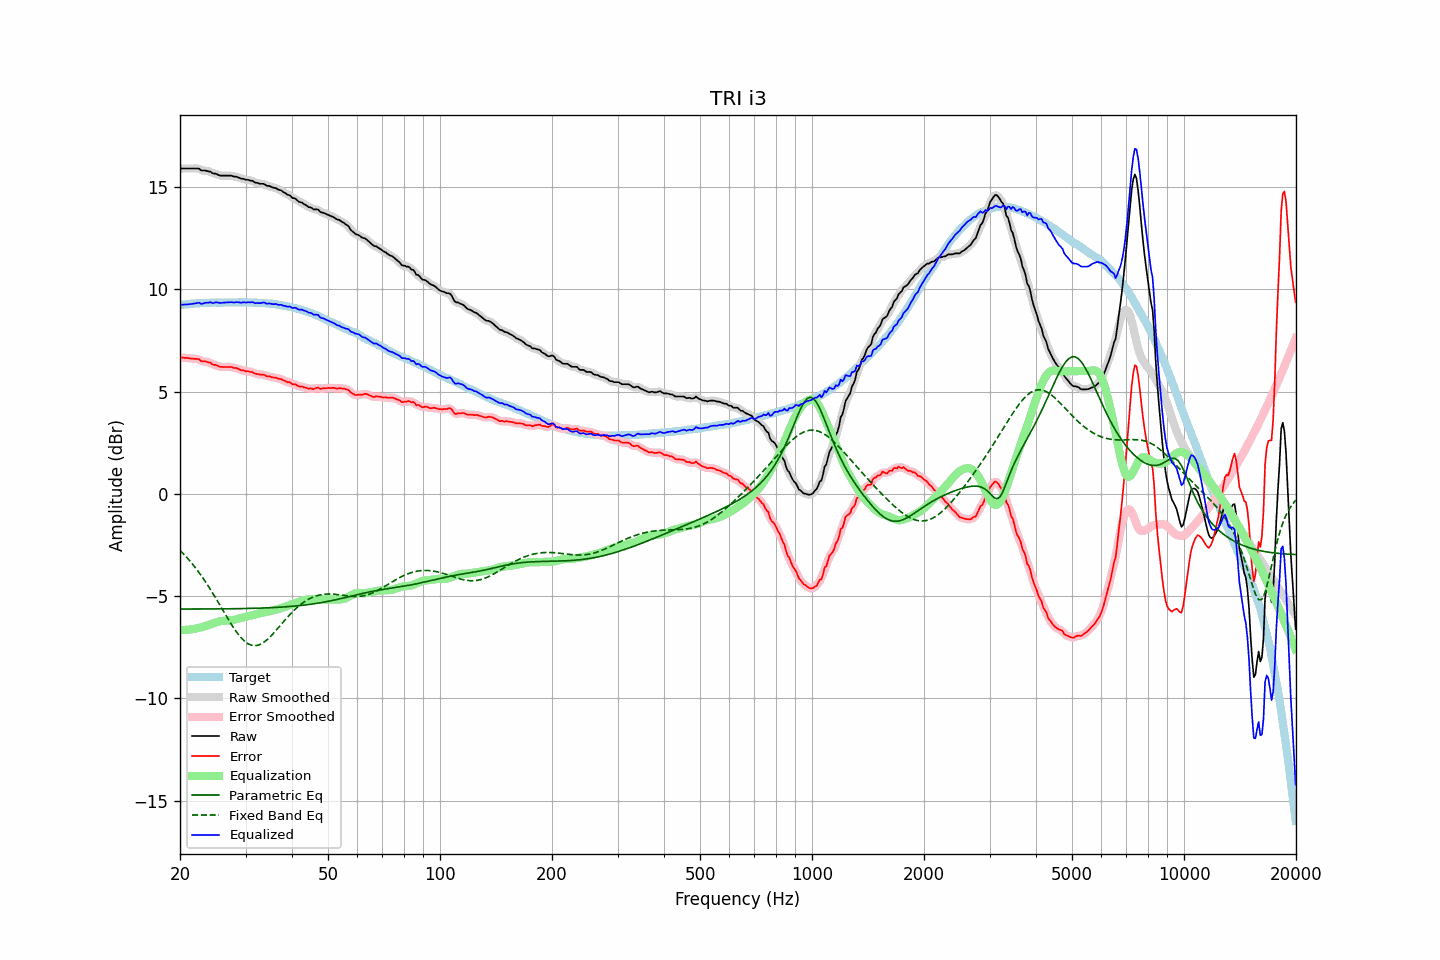 TRI i3
Amplitude (dBr)
15
10
5
0
−5
−10
−15
Target
Raw Smoothed
Error Smoothed
Raw
Error
Equalization
Parametric Eq
Fixed Band Eq
Equalized
20 50 100 200 500 1000 2000 5000 10000 20000
Frequency (Hz)